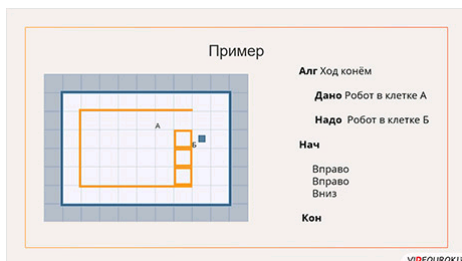 Пример
А
Б
Алг Ход конём
Дано Робот в клетке А
Надо Робот в клетке Б
Нач
Вправо
Вправо
Вниз
Кон
VIDEOUROKI